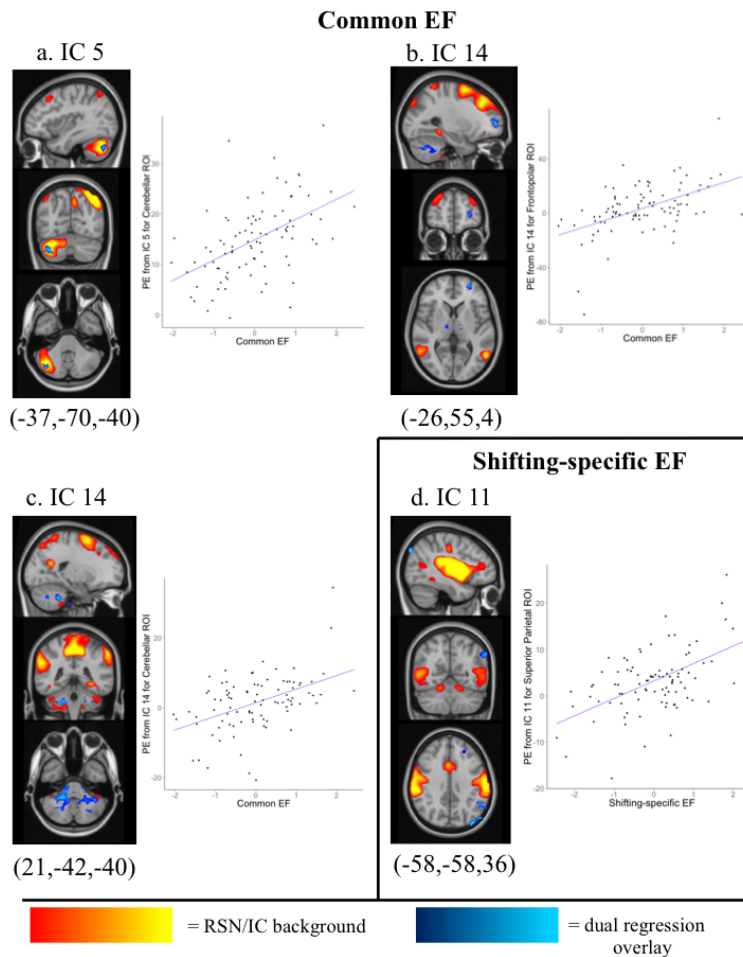 Common EF
a. IC 5
PE from IC 5 for Cerebellar ROI
30
20
10
0
-2 -1 0 1 2
Common EF
(-37,-70,-40)
b. IC 14
PE from IC 14 for Frontopolar ROI
40
0
-40
-80
-2 -1 0 1 2
Common EF
(-26,55,4)
c. IC 14
PE from IC 14 for Cerebellar ROI
20
0
-20
-2 -1 0 1 2
Common EF
(21,-42,-40)
Shifting-specific EF
d. IC 11
PE from IC 11 for Superior Parietal ROI
20
10
0
-10
-20
-2 -1 0 1 2
Shifting-specific EF
(-58,-58,36)
= RSN/IC background
= dual regression
overlay